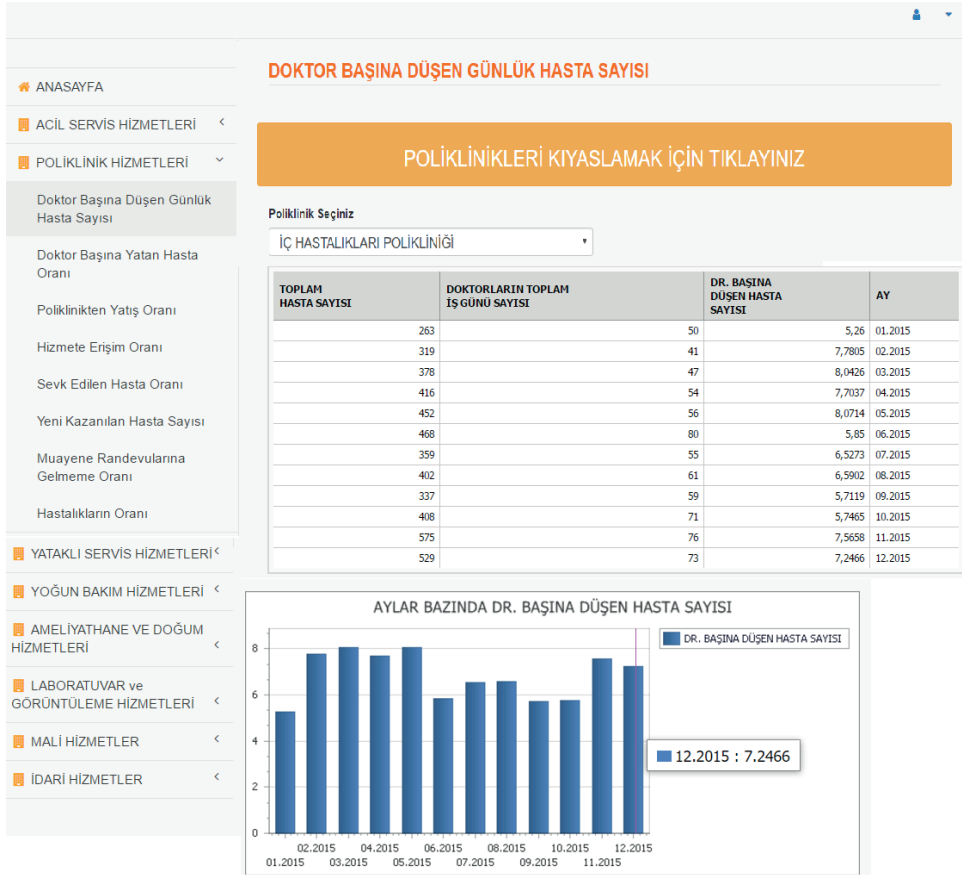 DOKTOR BAŞINA DÜŞEN GÜNLÜK HASTA SAYISI
ANASAYFA
ACİL SERVİS HİZMETLERİ
POLİKLİNİK HİZMETLERİ
Doktor Başına Düşen Günlük
Hasta Sayısı
Doktor Başına Yatan Hasta
Oranı
Poliklinikten Yatış Oranı
Hizmete Erişim Oranı
Sevk Edilen Hasta Oranı
Yeni Kazanılan Hasta Sayısı
Muayene Randevularına
Gelmeme Oranı
Hastalıkların Oranı
YATAKLI SERVİS HİZMETLERİ
YOĞUN BAKIM HİZMETLERİ
AMELİYATHANE VE DOĞUM
HİZMETLERİ
LABORATUVAR ve
GÖRÜNTÜLEME HİZMETLERİ
MALİ HİZMETLER
İDARİ HİZMETLER
POLİKLİNİKLERİ KIYASLAMAK İÇİN TIKLAYINIZ
Poliklinik Seçiniz
İÇ HASTALIKLARI POLİKLİNİĞİ
TOPLAM
HASTA SAYISI
DOKTORLARIN TOPLAM
İŞ GÜNÜ SAYISI
DR. BAŞINA
DÜŞEN HASTA
SAYISI
AY
263 50 5,26 01.2015
319 41 7,7805 02.2015
378 47 8,0426 03.2015
416 54 7,7037 04.2015
452 56 8,0714 05.2015
468 80 5,85 06.2015
359 55 6,5273 07.2015
402 61 6,5902 08.2015
337 59 5,7119 09.2015
408 71 5,7465 10.2015
575 76 7,5658 11.2015
529 73 7,2466 12.2015
AYLAR BAZINDA DR. BAŞINA DÜŞEN HASTA SAYISI
DR. BAŞINA DÜŞEN HASTA SAYISI
8
6
4
2
0
12.2015 : 7.2466
02.2015 04.2015 06.2015 08.2015 10.2015 12.2015
01.2015 03.2015 05.2015 07.2015 09.2015 11.2015